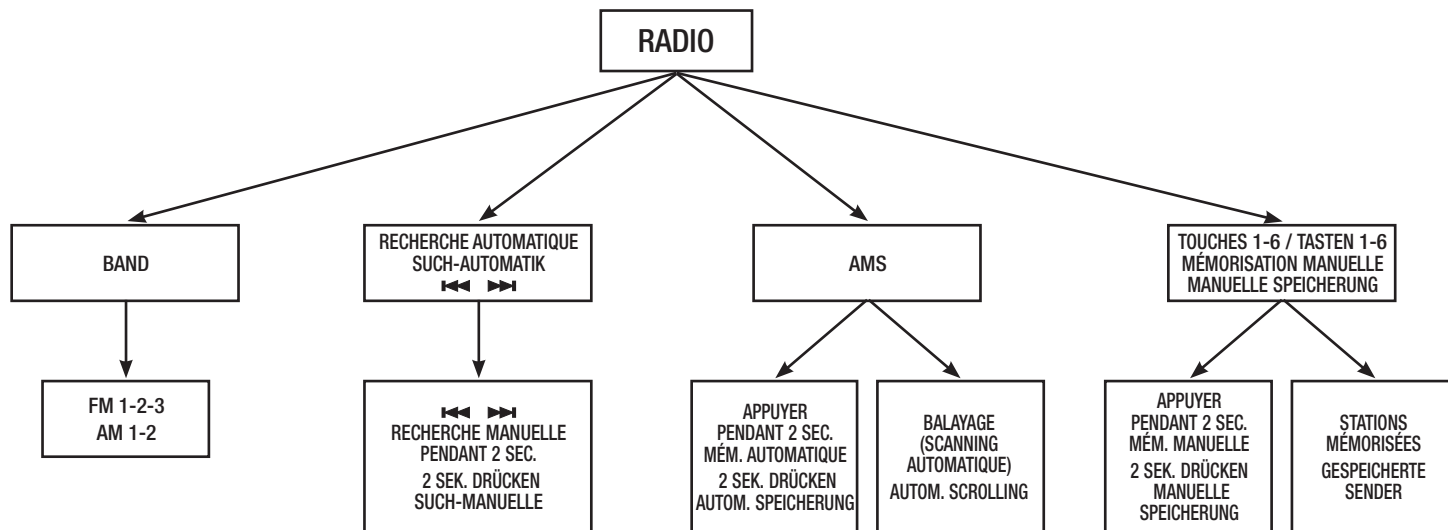 RADIO
BAND
RECHERCHE AUTOMATIQUE
SUCH-AUTOMATIK
AMS
TOUCHES 1-6 / TASTEN 1-6
MÉMORISATION MANUELLE
MANUELLE SPEICHERUNG
FM 1-2-3
AM 1-2
RECHERCHE MANUELLE
PENDANT 2 SEC.
2 SEK. DRÜCKEN
SUCH-MANUELLE
APPUYER
PENDANT 2 SEC.
MÉM. AUTOMATIQUE
2 SEK. DRÜCKEN
AUTOM. SPEICHERUNG
BALAYAGE
(SCANNING
AUTOMATIQUE)
AUTOM. SCROLLING
APPUYER
PENDANT 2 SEC.
MÉM. MANUELLE
2 SEK. DRÜCKEN
MANUELLE
SPEICHERUNG
STATIONS
MÉMORISÉES
GESPEICHERTE
SENDER